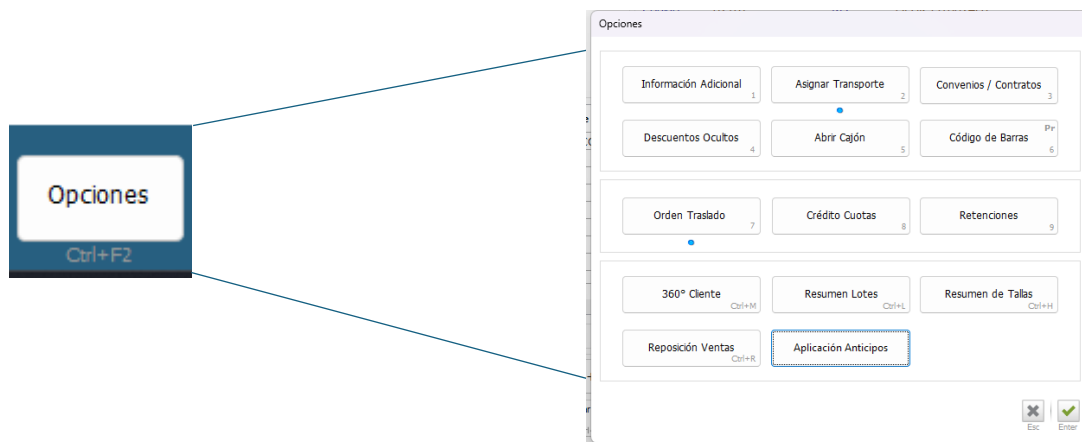 Opciones
Ctrl+F2
Opciones
Información Adicional 1
Asignar Transporte 2
Convenios / Contratos 3
Descuentos Ocultos 4
Abrir Cajón 5
Código de Barras Pr 6
Orden Traslado 7
Crédito Cuotas 8
Retenciones 9
360° Cliente Ctrl+M
Resumen Lotes Ctrl+L
Resumen de Tallas Ctrl+H
Reposición Ventas Ctrl+R
Aplicación Anticipos
Esc Enter